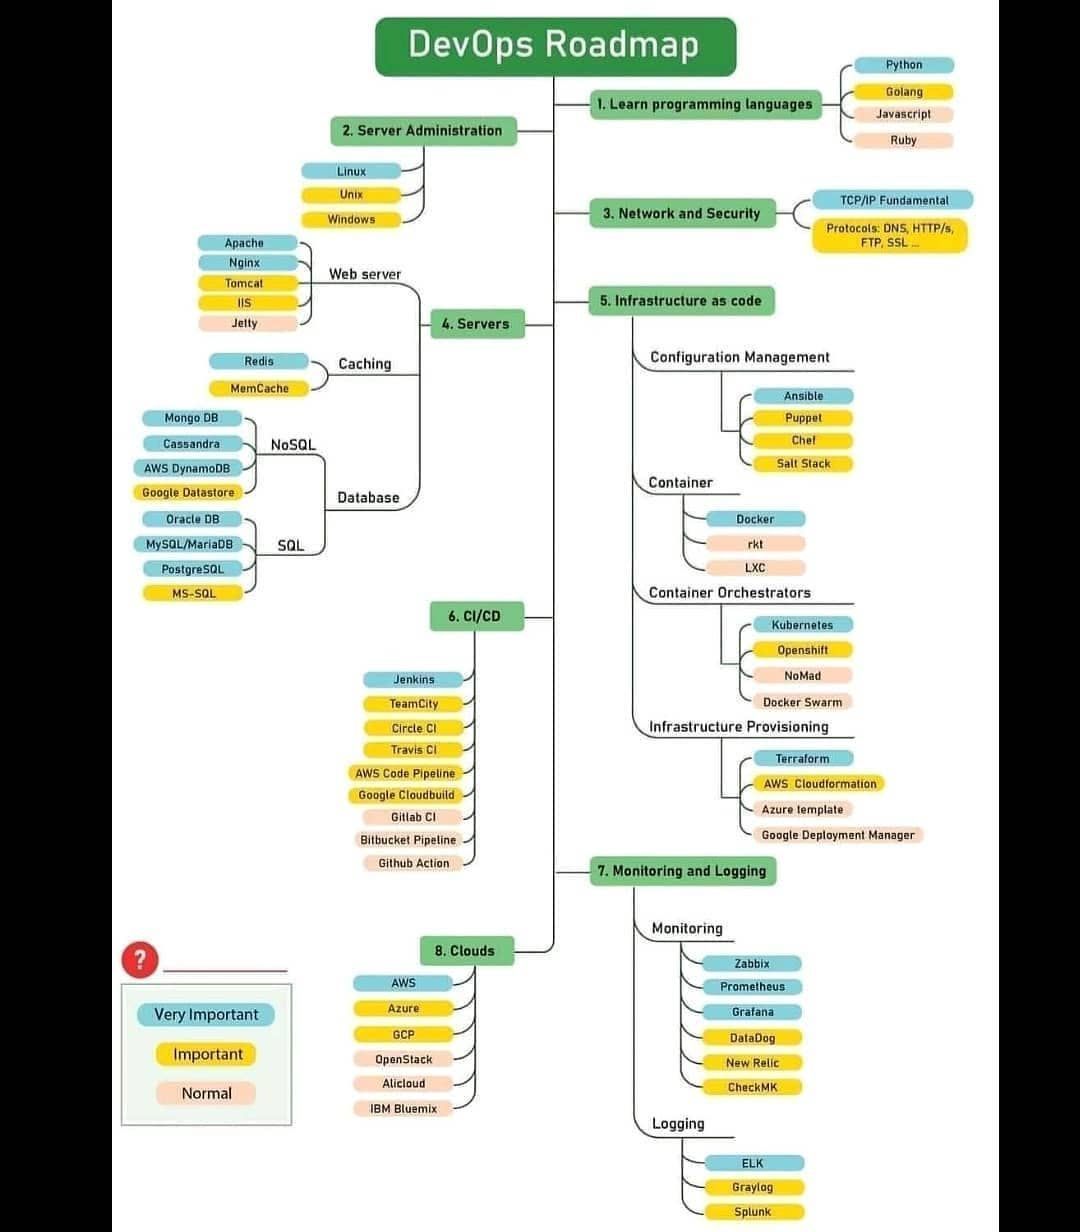 DevOps Roadmap
1. Learn programming languages
Python
Golang
Javascript
Ruby
2. Server Administration
Linux
Unix
Windows
3. Network and Security
TCP/IP Fundamental
Protocols: DNS, HTTP/s,
FTP, SSL ...
4. Servers
Web server
Apache
Nginx
Tomcat
IIS
Jetty
Caching
Redis
MemCache
Database
NoSQL
Mongo DB
Cassandra
AWS DynamoDB
Google Datastore
SQL
Oracle DB
MySQL/MariaDB
PostgreSQL
MS-SQL
5. Infrastructure as code
Configuration Management
Ansible
Puppet
Chef
Salt Stack
Container
Docker
rkt
LXC
Container Orchestrators
Kubernetes
Openshift
NoMad
Docker Swarm
Infrastructure Provisioning
Terraform
AWS Cloudformation
Azure template
Google Deployment Manager
6. CI/CD
Jenkins
TeamCity
Circle CI
Travis CI
AWS Code Pipeline
Google Cloudbuild
Gitlab CI
Bitbucket Pipeline
Github Action
7. Monitoring and Logging
Monitoring
Zabbix
Prometheus
Grafana
DataDog
New Relic
CheckMK
Logging
ELK
Graylog
Splunk
8. Clouds
AWS
Azure
GCP
OpenStack
Alicloud
IBM Bluemix
?
Very Important
Important
Normal